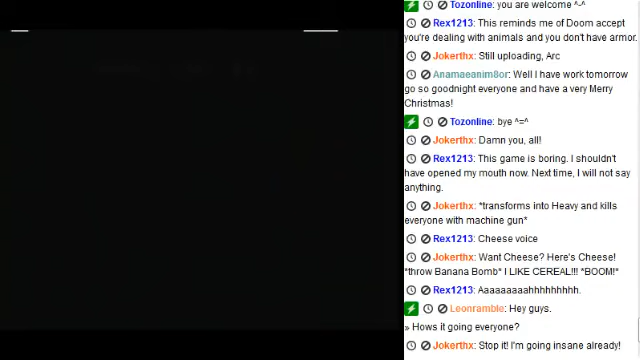 Tozonline: you are welcome ^-^
Rex1213: This reminds me of Doom accept
you're dealing with animals and you don't have armor.
Jokerthx: Still uploading, Arc
Anamaeanim8or: Well I have work tomorrow
go so goodnight everyone and have a very Merry
Christmas!
Tozonline: bye ^=^
Jokerthx: Damn you, all!
Rex1213: This game is boring. I shouldn't
have opened my mouth now. Next time, I will not say
anything.
Jokerthx: *transforms into Heavy and kills
everyone with machine gun*
Rex1213: Cheese voice
Jokerthx: Want Cheese? Here's Cheese!
*throw Banana Bomb* I LIKE CEREAL!!! *BOOM!*
Rex1213: Aaaaaaaahhhhhhhhh.
Leonramble: Hey guys.
» Hows it going everyone?
Jokerthx: Stop it! I'm going insane already!